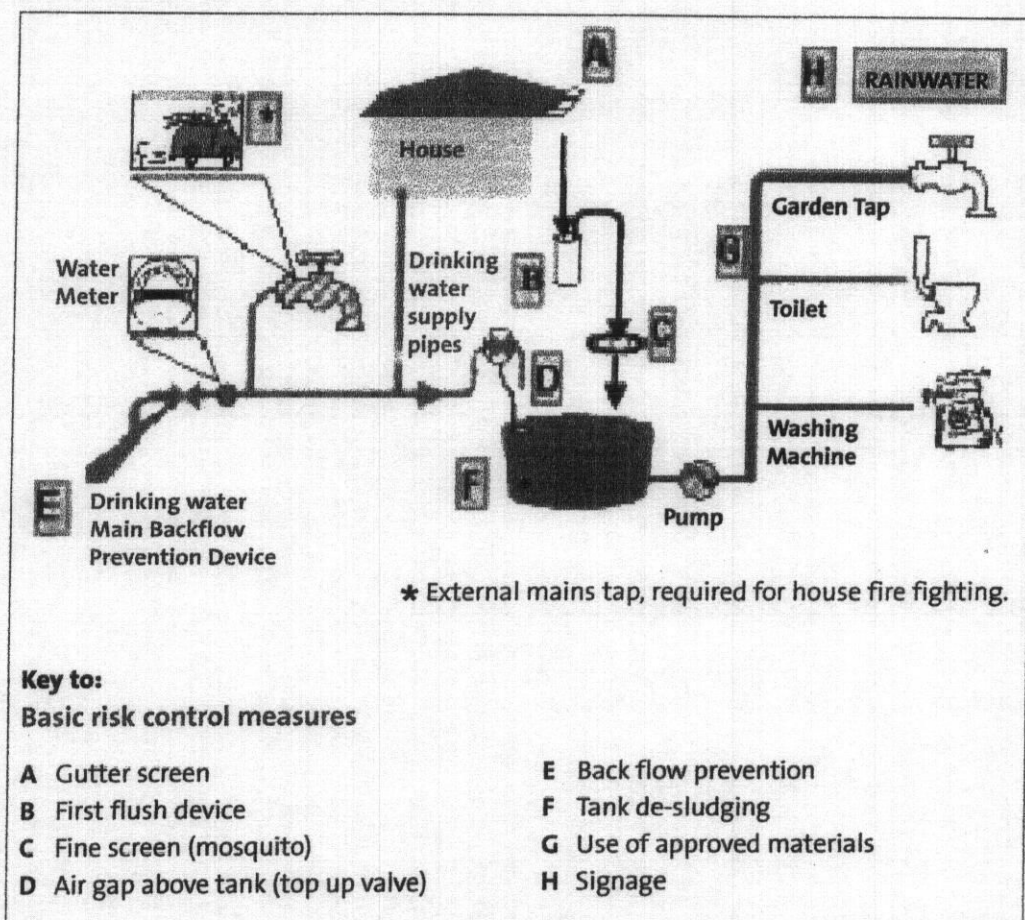 A
H RAINWATER
*
House
Garden Tap
Water
Meter
Drinking
water
supply
pipes
B
G
Toilet
C
D
Washing
Machine
F
E
Drinking water
Main Backflow
Prevention Device
Pump
* External mains tap, required for house fire fighting.
Key to:
Basic risk control measures
A Gutter screen
B First flush device
C Fine screen (mosquito)
D Air gap above tank (top up valve)
E Back flow prevention
F Tank de-sludging
G Use of approved materials
H Signage